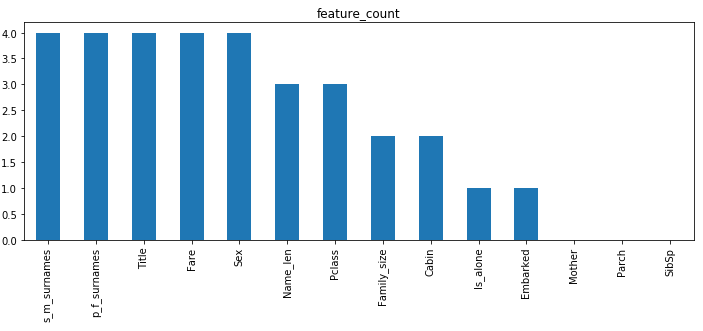 feature_count
4.0
3.5
3.0
2.5
2.0
1.5
1.0
0.5
0.0
s_m_surnames
p_f_surnames
Title
Fare
Sex
Name_len
Pclass
Family_size
Cabin
Is_alone
Embarked
Mother
Parch
SibSp